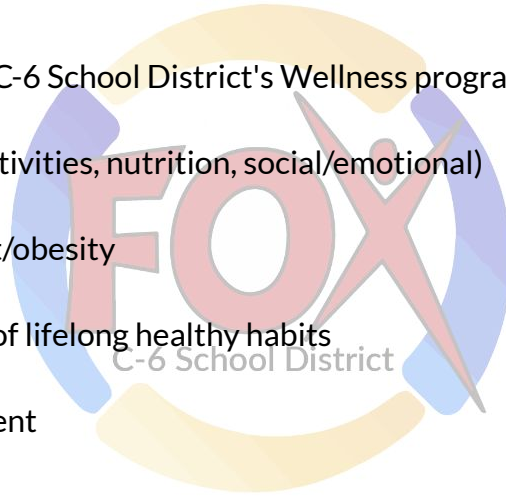 C-6 School District's Wellness progra
tivities, nutrition, social/emotional)
t/obesity
of lifelong healthy habits
ent
FOX
C-6 School District